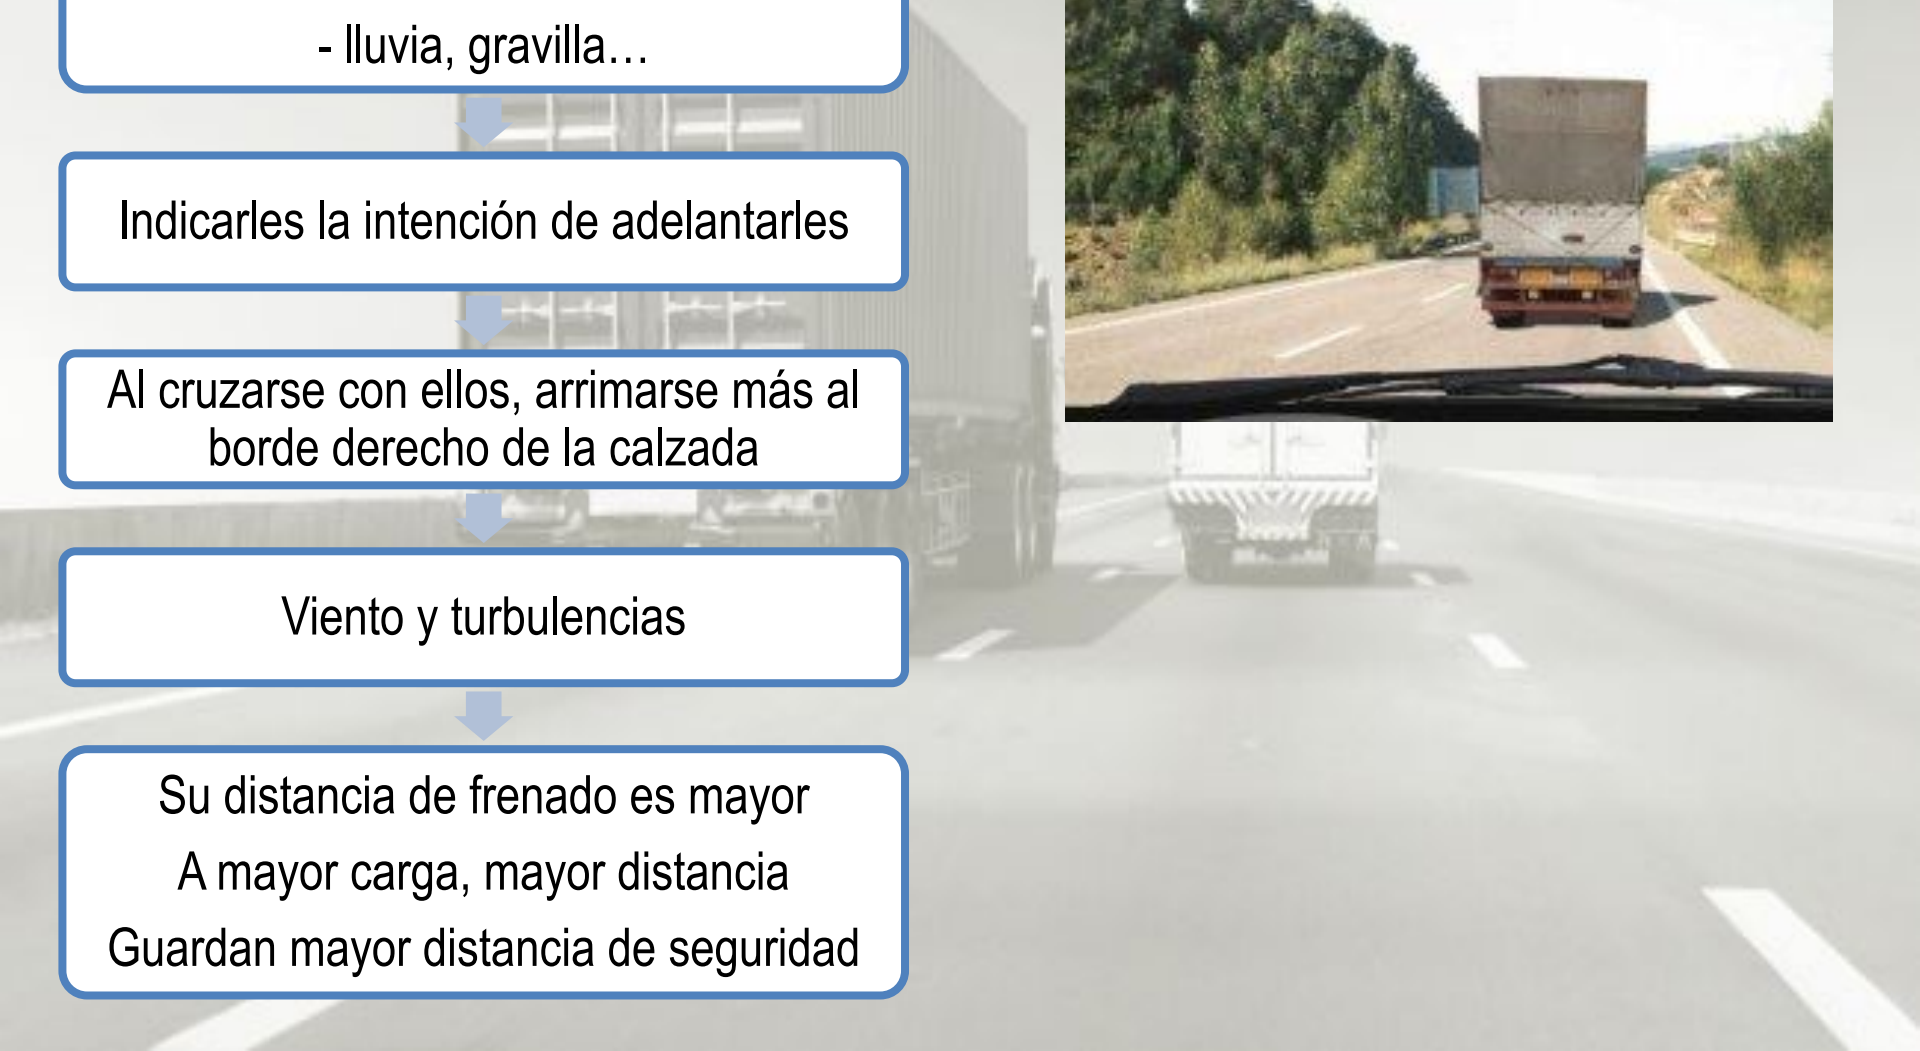 - lluvia, gravilla…
Indicarles la intención de adelantarles
Al cruzarse con ellos, arrimarse más al
borde derecho de la calzada
Viento y turbulencias
Su distancia de frenado es mayor
A mayor carga, mayor distancia
Guardan mayor distancia de seguridad